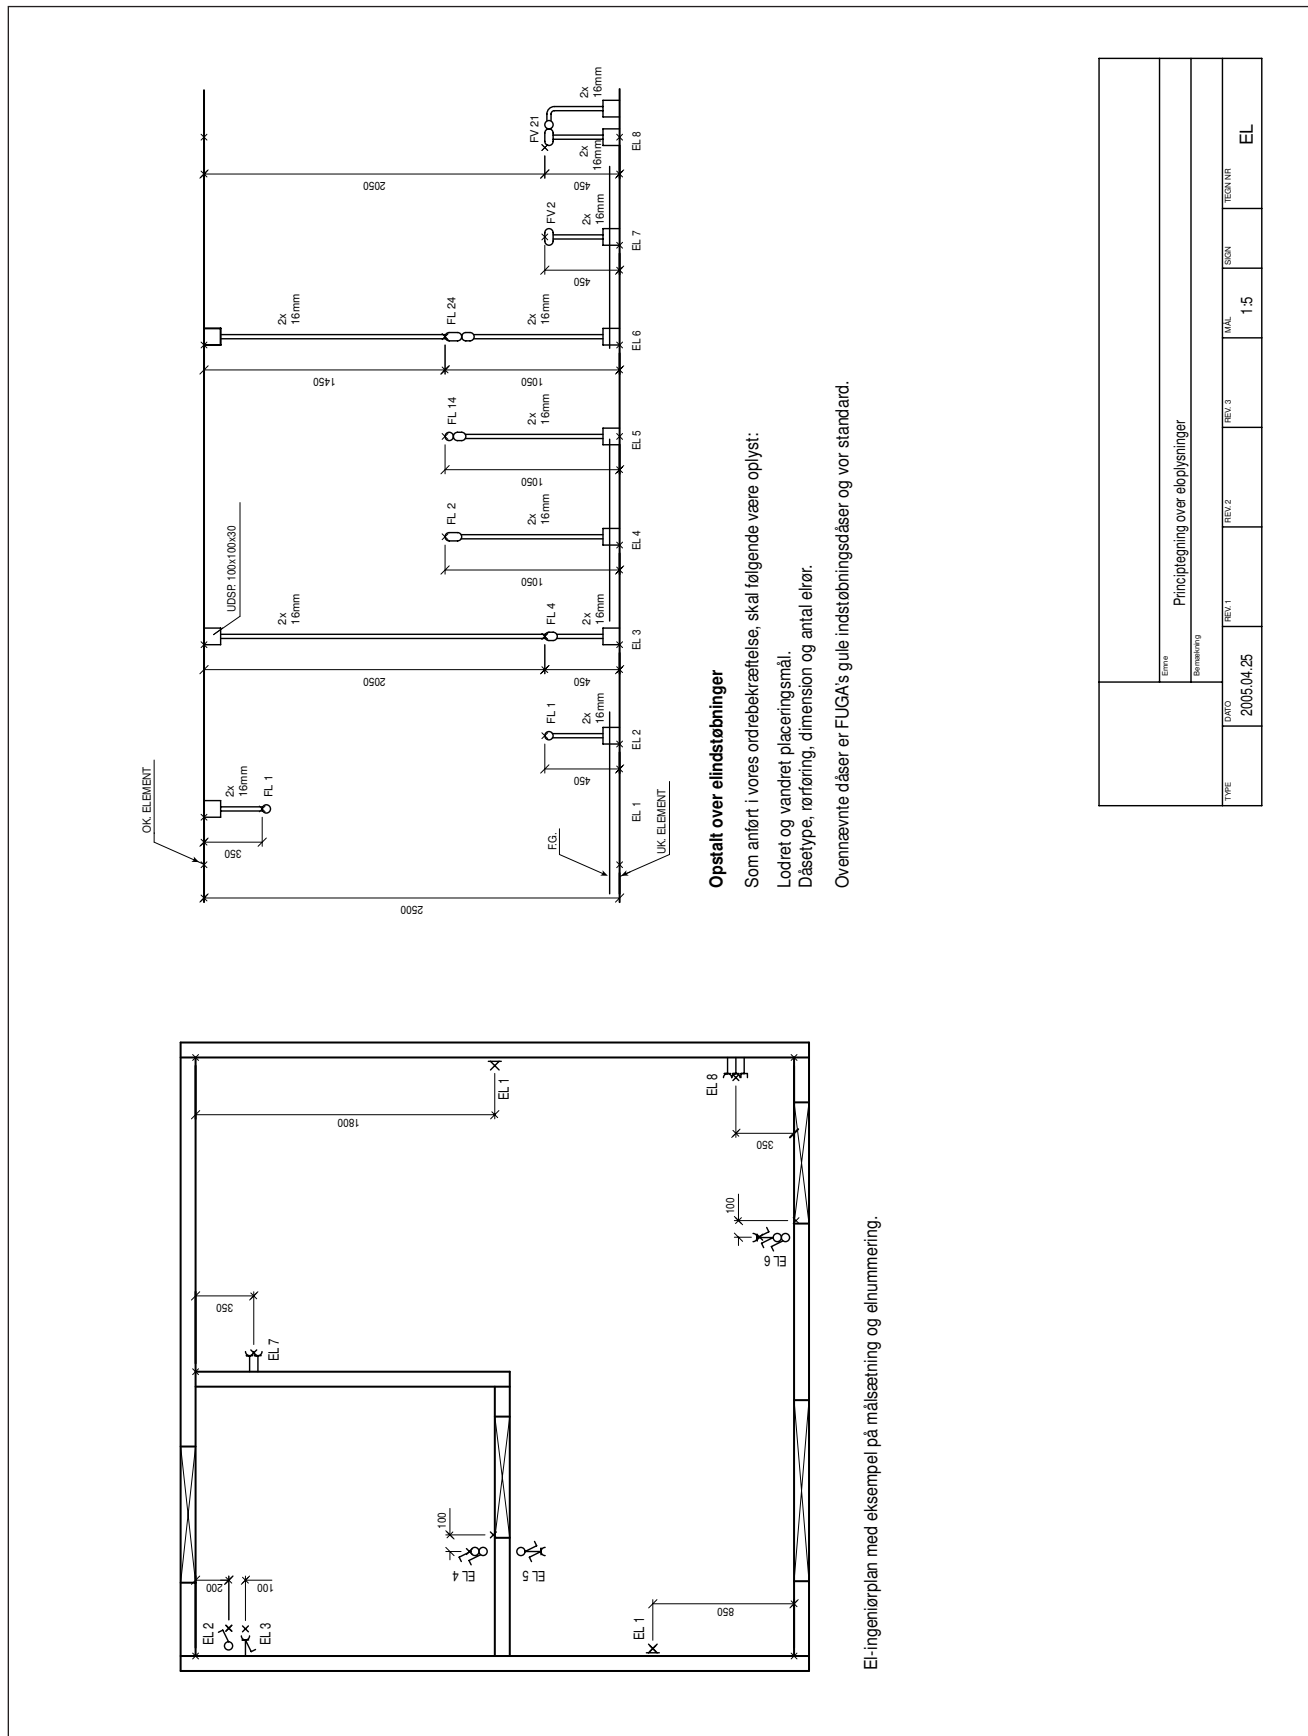 OK. ELEMENT
2500
350
2x
16mm
FL 1
EL 1
F.G.
UK. ELEMENT
450
FL 1
2x
16mm
EL 2
UDSP. 100x100x30
2050
450
2x
16mm
FL 4
2x
16mm
EL 3
1050
FL 2
2x
16mm
EL 4
1050
FL 14
2x
16mm
EL 5
1450
1050
2x
16mm
FL 24
2x
16mm
EL 6
450
FV 2
2x
16mm
EL 7
2050
450
FV 21
2x
16mm
2x
16mm
EL 8
Opstalt over elindstøbninger
Som anført i vores ordrebekræftelse, skal følgende være oplyst:
Lodret og vandret placeringsmål.
Dåsetype, rørføring, dimension og antal elrør.
Ovennævnte dåser er FUGA's gule indstøbningsdåser og vor standard.
EL 2
200
EL 3
100
EL 4
100
EL 5
EL 7
350
1800
EL 1
EL 1
850
EL 6
100
EL 8
350
El-ingeniørplan med eksempel på målsætning og elnummering.
Emne
Principtegning over eloplysninger
Bemærkning
TYPE
DATO
2005.04.25
REV. 1
REV. 2
REV. 3
MÅL
1:5
SIGN
TEGN NR
EL